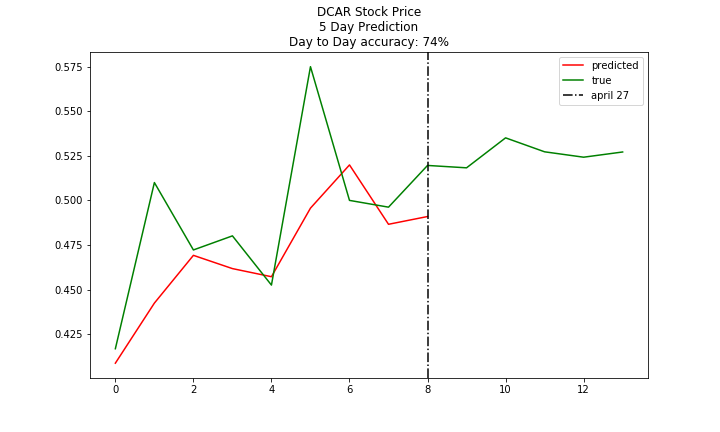 DCAR Stock Price
5 Day Prediction
Day to Day accuracy: 74%
predicted
true
april 27
0.575
0.550
0.525
0.500
0.475
0.450
0.425
0 2 4 6 8 10 12